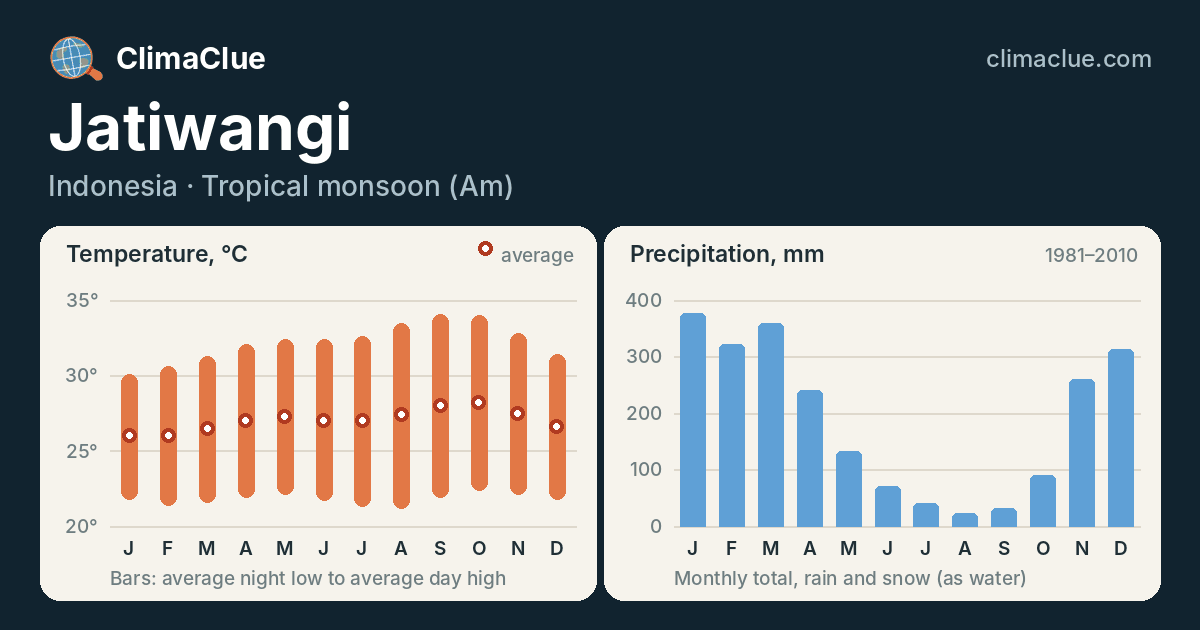 ClimaClue
climaclue.com
Jatiwangi
Indonesia · Tropical monsoon (Am)
Temperature, °C
average
35°
30°
25°
20°
J F M A M J J A S O N D
Bars: average night low to average day high
Precipitation, mm
1981–2010
400
300
200
100
0
J F M A M J J A S O N D
Monthly total, rain and snow (as water)